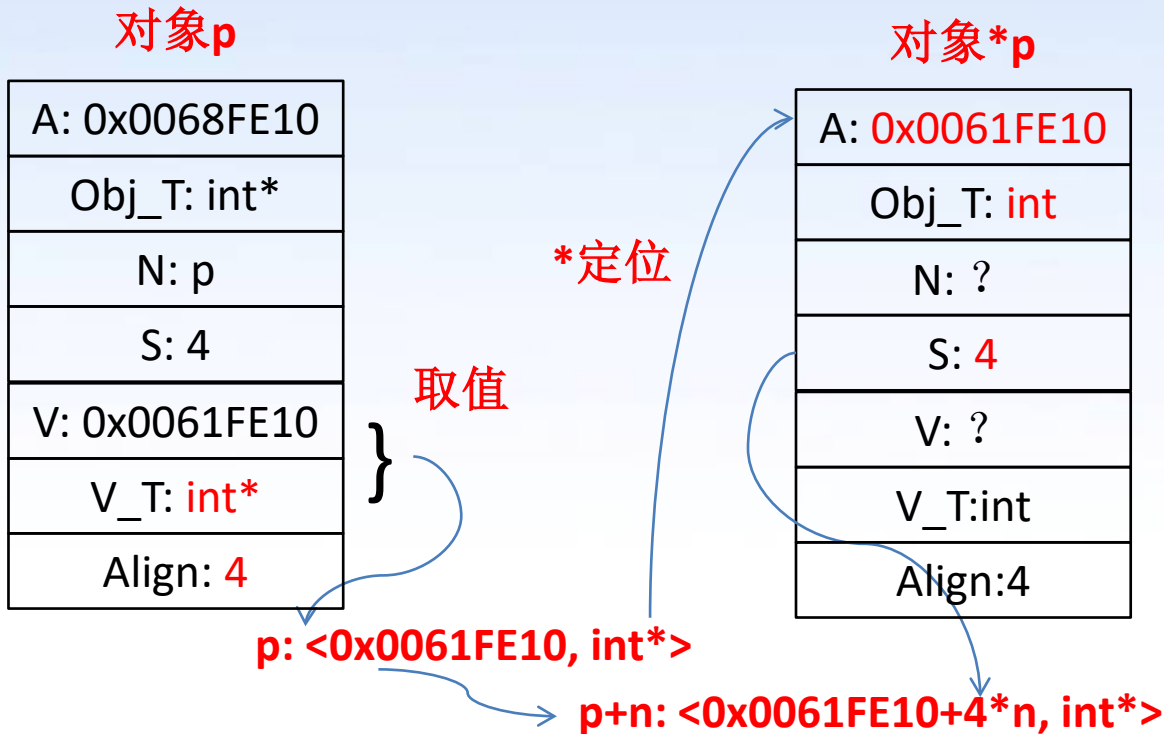 对象p
A: 0x0068FE10
Obj_T: int*
N: p
S: 4
V: 0x0061FE10
V_T: int*
Align: 4
取值
}
*定位
对象*p
A: 0x0061FE10
Obj_T: int
N: ?
S: 4
V: ?
V_T:int
Align:4
p: <0x0061FE10, int*>
p+n: <0x0061FE10+4*n, int*>